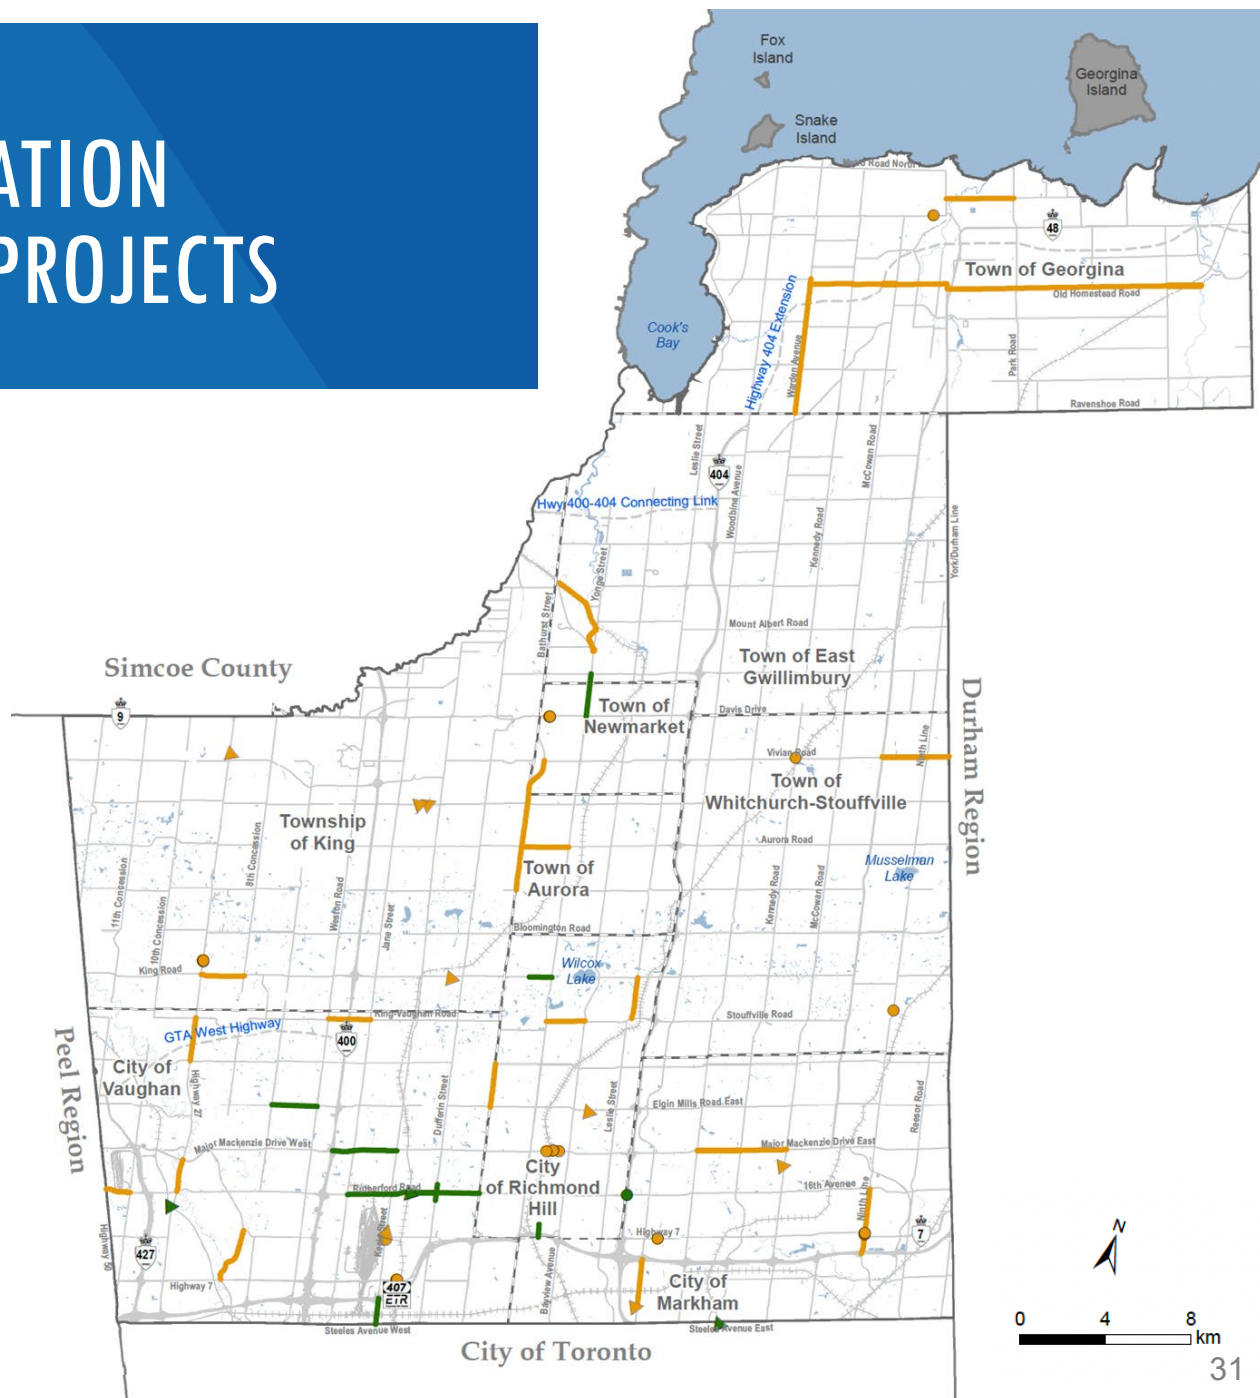 ATION
PROJECTS
Fox
Island
Georgina
Island
Snake
Island
Road North
48
Town of Georgina
Old Homestead Road
Cook's
Bay
Highway 404 Extension
Warden Avenue
Park Road
Ravenshoe Road
Leslie Street
404
Woodbine Avenue
McCowan Road
Hwy 400-404 Connecting Link
Kennedy Road
York/Durham Line
Yonge Street
Bathurst Street
Mount Albert Road
Town of East
Gwillimbury
Simcoe County
9
Town of
Newmarket
Davis Drive
Durham Region
Vivian Road
Ninth Line
Town of
Whitchurch-Stouffville
Township
of King
Aurora Road
Musselman
Lake
Town of
Aurora
11th Concession
10th Concession
8th Concession
Weston Road
Jane Street
Kennedy Road
McCowan Road
Bloomington Road
King Road
Wilcox
Lake
King-Vaughan Road
Stouffville Road
GTA West Highway
400
Peel Region
City of
Vaughan
Highway 27
Dufferin Street
Leslie Street
Elgin Mills Road East
Reesor Road
Major Mackenzie Drive West
Major Mackenzie Drive East
City
of Richmond
Hill
Rutherford Road
16th Avenue
Ninth Line
Highway 50
427
Keele Street
Highway 7
7
Highway 7
407
ETR
Bayview Avenue
City of
Markham
Steeles Avenue West
Steeles Avenue East
City of Toronto
N
0 4 8
km
31